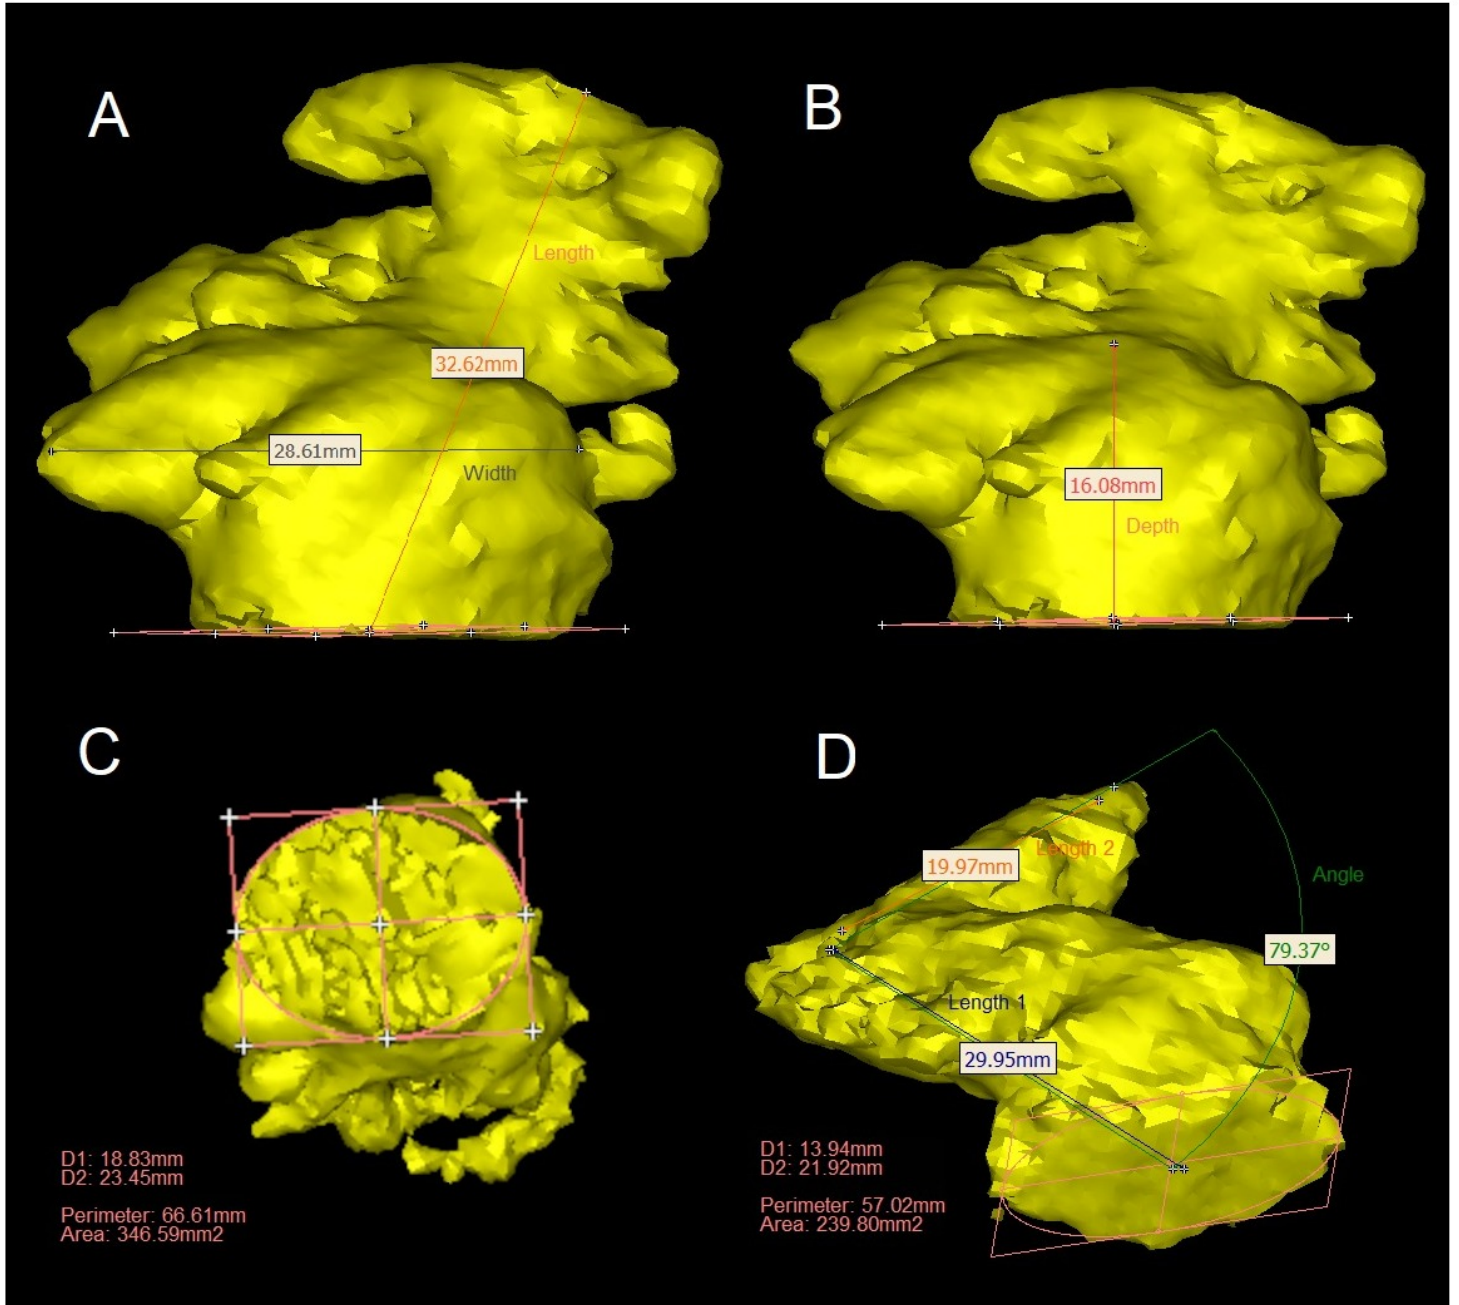 A
B
Length
32.62mm
28.61mm
Width
16.08mm
Depth
C
D
Length 2
19.97mm
Angle
79.37°
Length 1
29.95mm
D1: 18.83mm
D2: 23.45mm
Perimeter: 66.61mm
Area: 346.59mm2
D1: 13.94mm
D2: 21.92mm
Perimeter: 57.02mm
Area: 239.80mm2